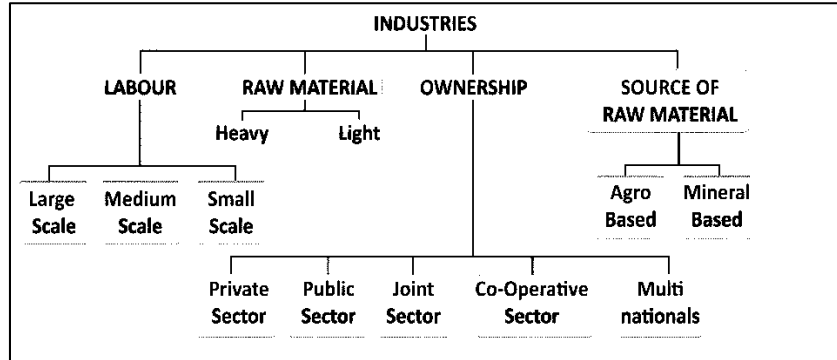 INDUSTRIES
LABOUR
RAW MATERIAL
OWNERSHIP
SOURCE OF
RAW MATERIAL
Heavy
Light
Large
Scale
Medium
Scale
Small
Scale
Agro
Based
Mineral
Based
Private
Sector
Public
Sector
Joint
Sector
Co-Operative
Sector
Multi
nationals